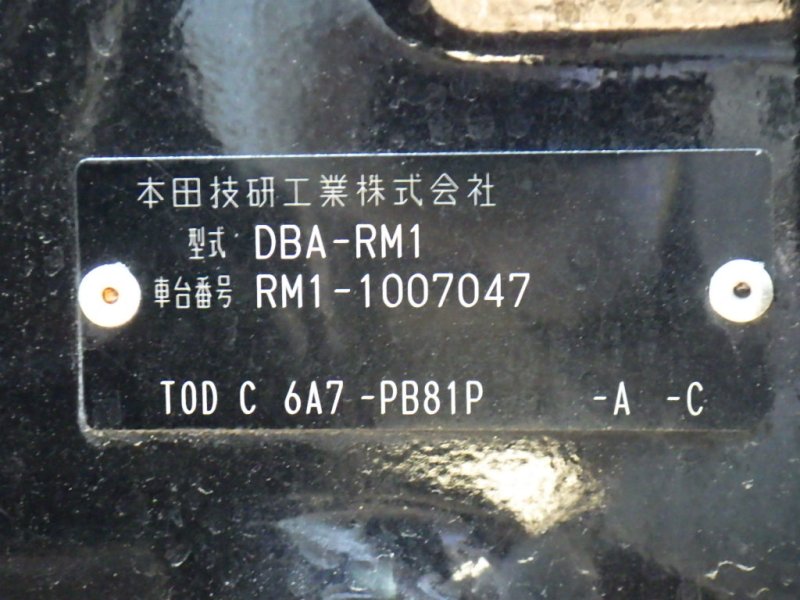 本田技研工業株式会社
型式 DBA-RM1
車台番号 RM1-1007047
TOD C 6A7 -PB81P -A -C